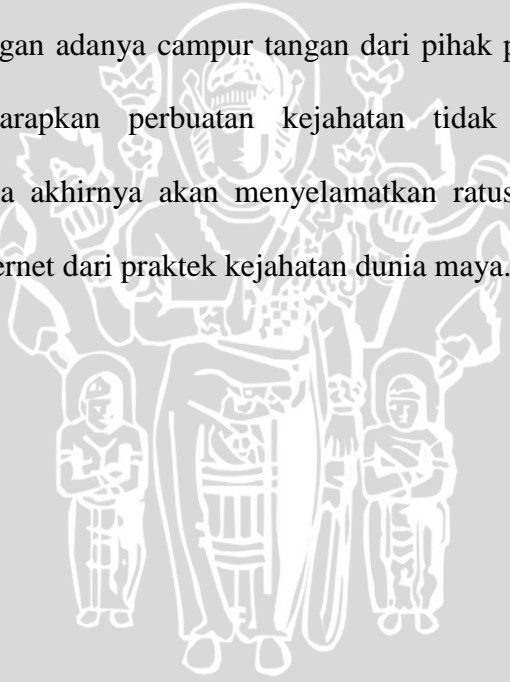 ngan adanya campur tangan dari pihak p
arapkan perbuatan kejahatan tidak
a akhirnya akan menyelamatkan ratus
ernet dari praktek kejahatan dunia maya.